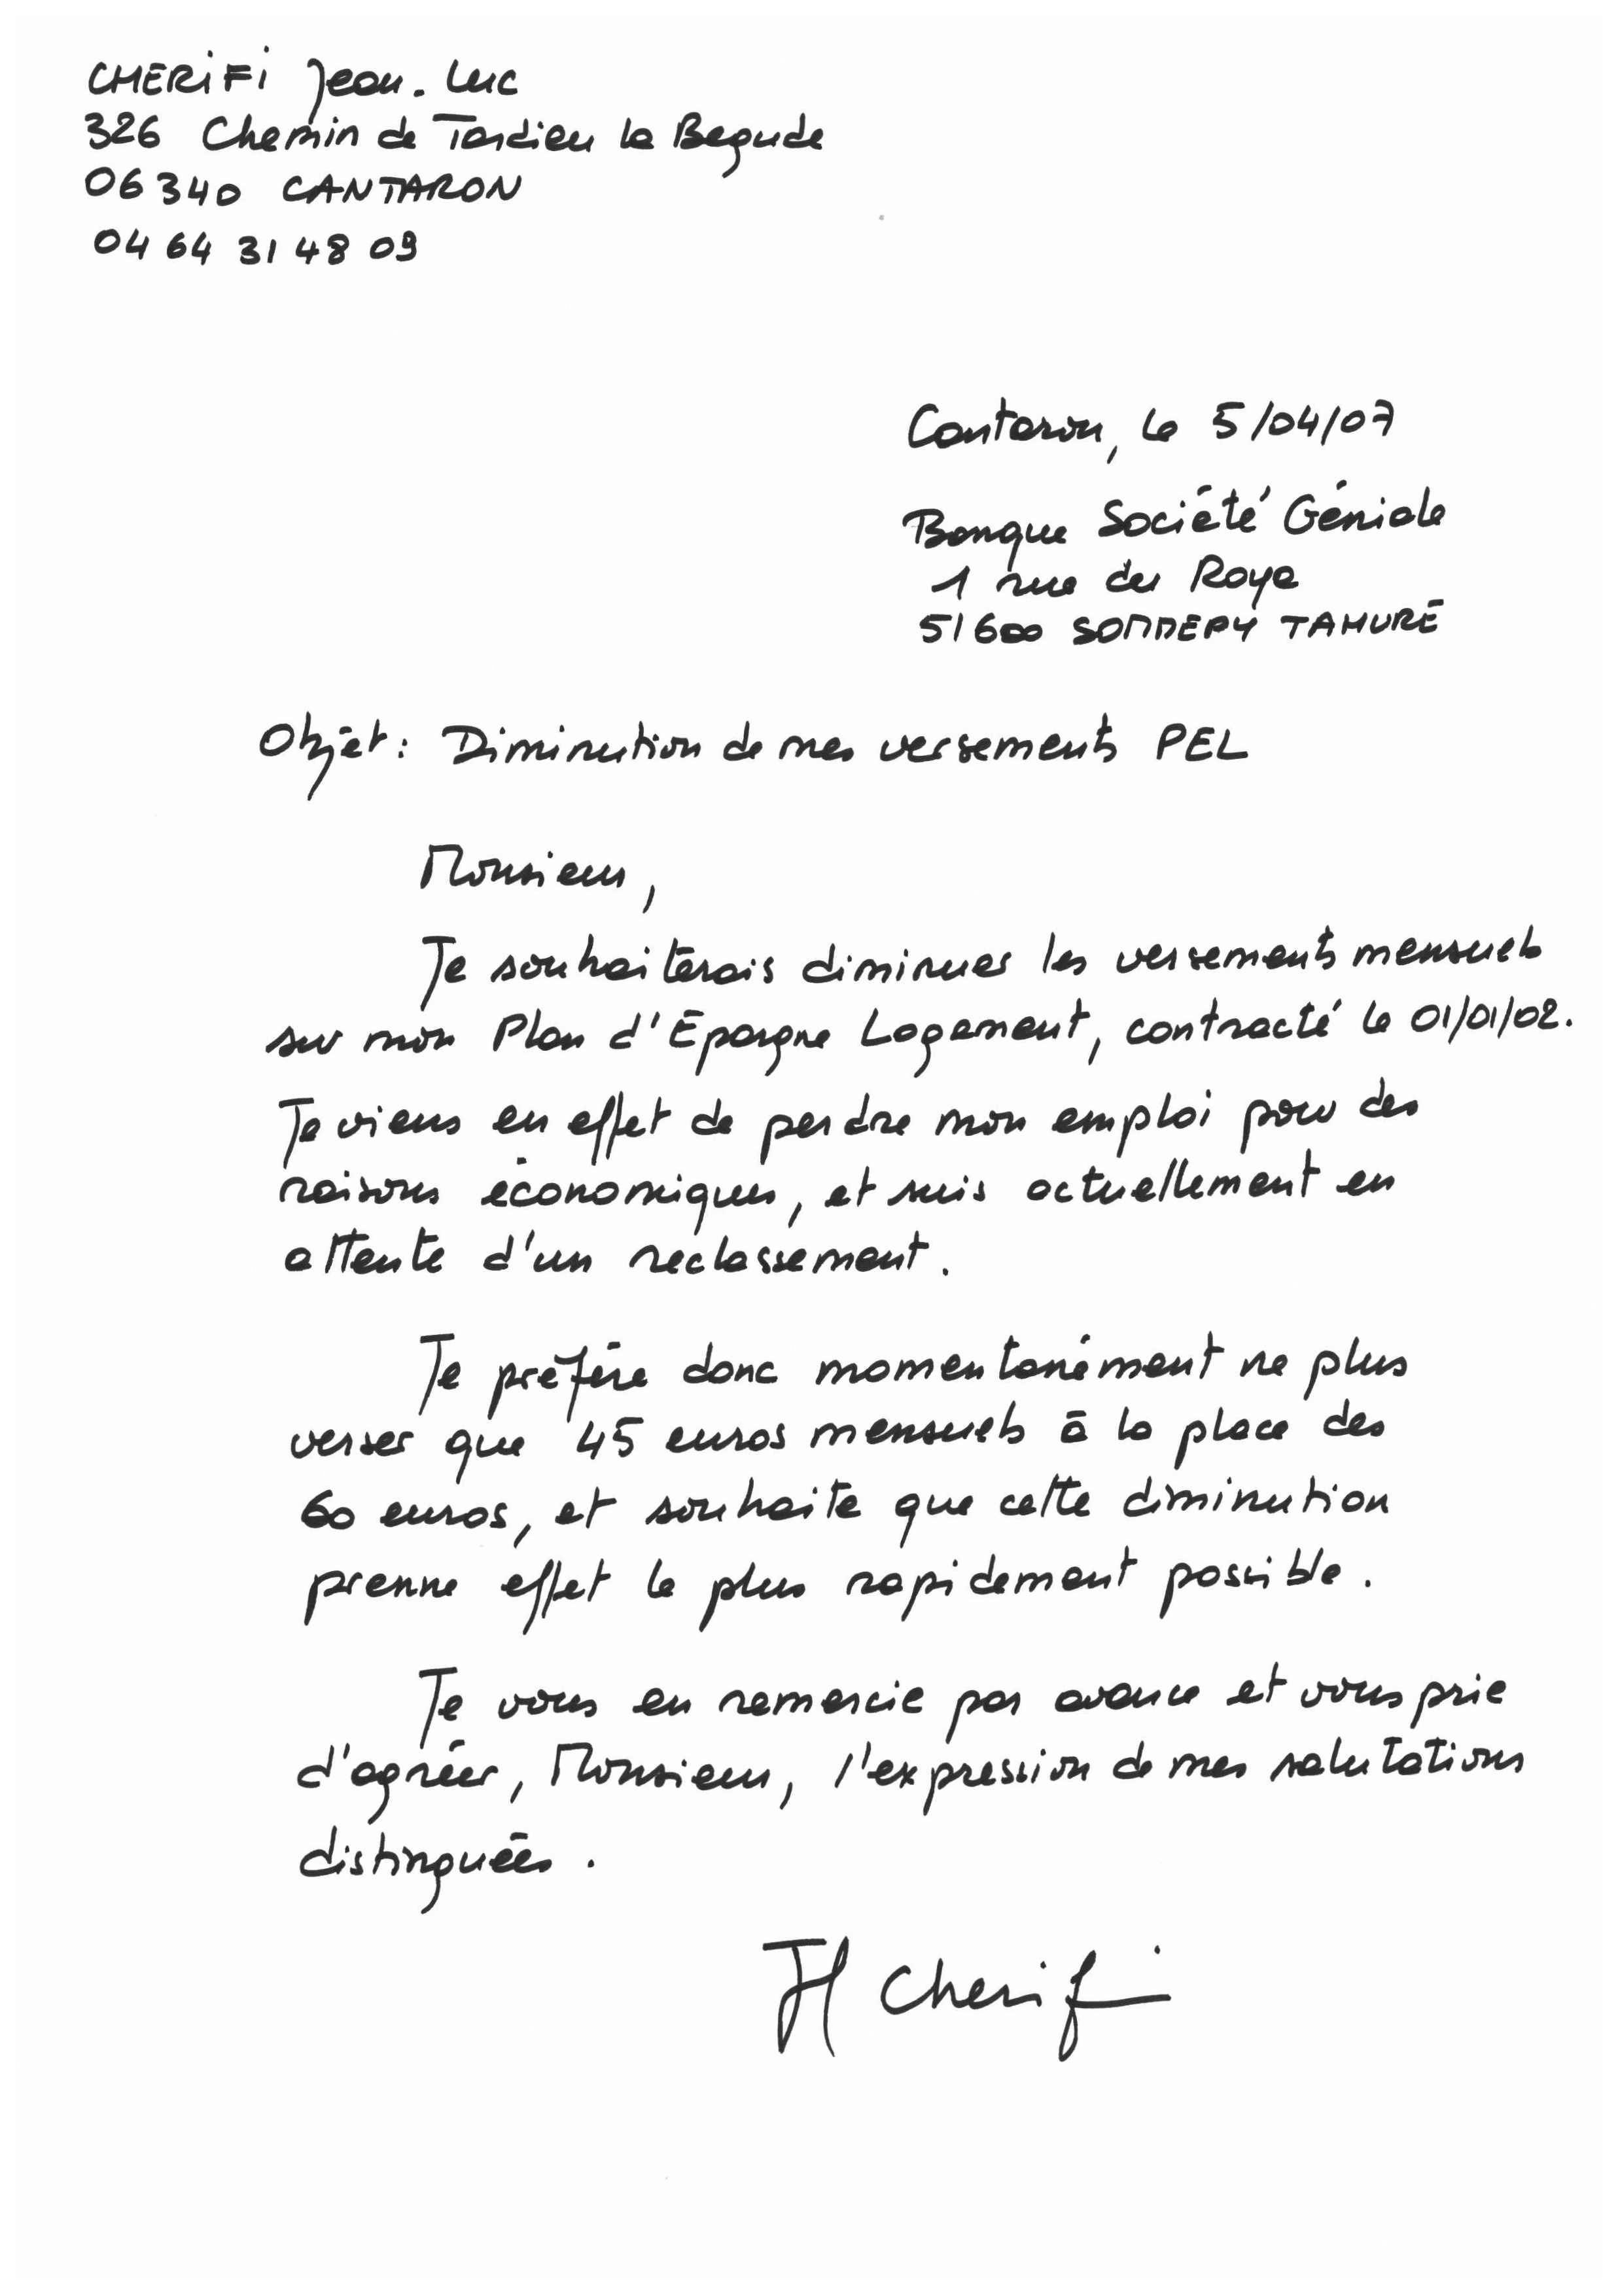 CHERIFI Jean-Luc
326 Chemin de Tardieu la Begude
06340 CANTARON
04 64 31 48 09
Cantaron, le 5/04/07
Banque Société Géniale
1 rue des Roye
51600 SOMMEPY TAHURE
Objet : Diminution de mes versements PEL
Monsieur,
Je souhaiterais diminuer les versements mensuels
sur mon Plan d'Epargne Logement, contracté le 01/01/02.
Je viens en effet de perdre mon emploi pour des
raisons économiques, et suis actuellement en
attente d'un reclassement.
Je préfère donc momentanément ne plus
verser que 45 euros mensuels à la place des
60 euros, et souhaite que cette diminution
prenne effet le plus rapidement possible.
Je vous en remercie par avance et vous prie
d'agréer, Monsieur, l'expression de mes salutations
distinguées.
JL Cherifi